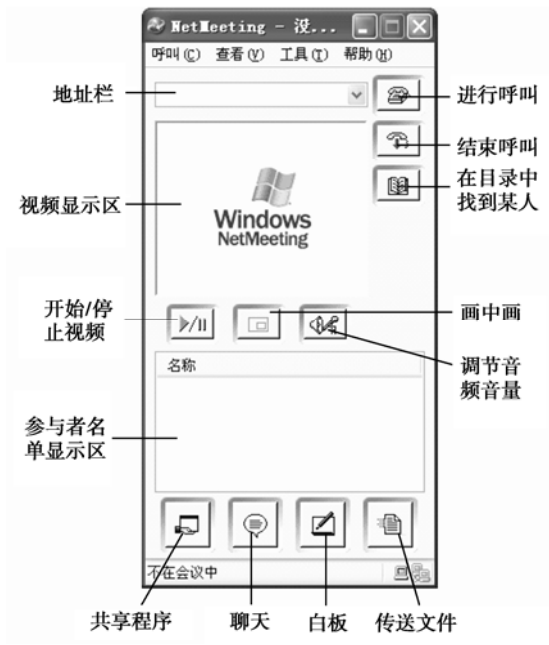 NetMeeting - 没...
呼叫(C) 查看(V) 工具(T) 帮助(H)
地址栏
进行呼叫
结束呼叫
在目录中
找到某人
视频显示区
Windows
NetMeeting
开始/停
止视频
画中画
调节音
频音量
名称
参与者名
单显示区
不在会议中
共享程序
聊天
白板
传送文件